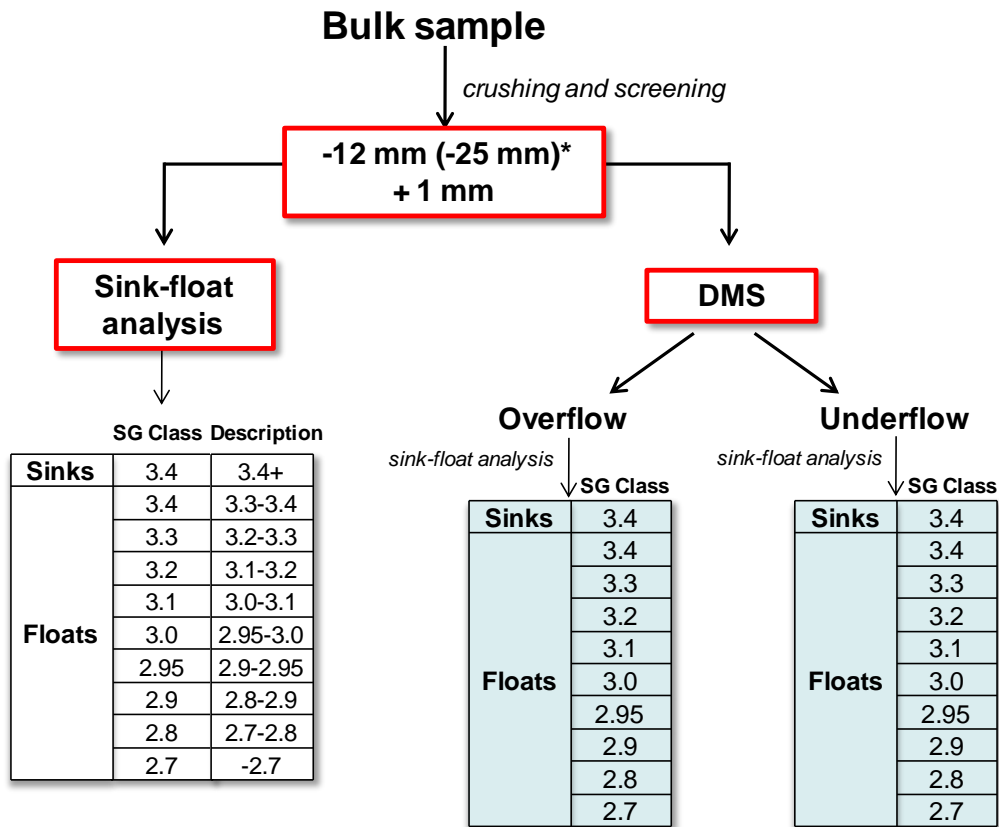 Bulk sample
crushing and screening
-12 mm (-25 mm)*
+ 1 mm
Sink-float
analysis
SG Class Description
Sinks 3.4 3.4+
Floats
3.4 3.3-3.4
3.3 3.2-3.3
3.2 3.1-3.2
3.1 3.0-3.1
3.0 2.95-3.0
2.95 2.9-2.95
2.9 2.8-2.9
2.8 2.7-2.8
2.7 -2.7
DMS
Overflow
sink-float analysis
SG Class
Sinks 3.4
Floats
3.4
3.3
3.2
3.1
3.0
2.95
2.9
2.8
2.7
Underflow
sink-float analysis
SG Class
Sinks 3.4
Floats
3.4
3.3
3.2
3.1
3.0
2.95
2.9
2.8
2.7